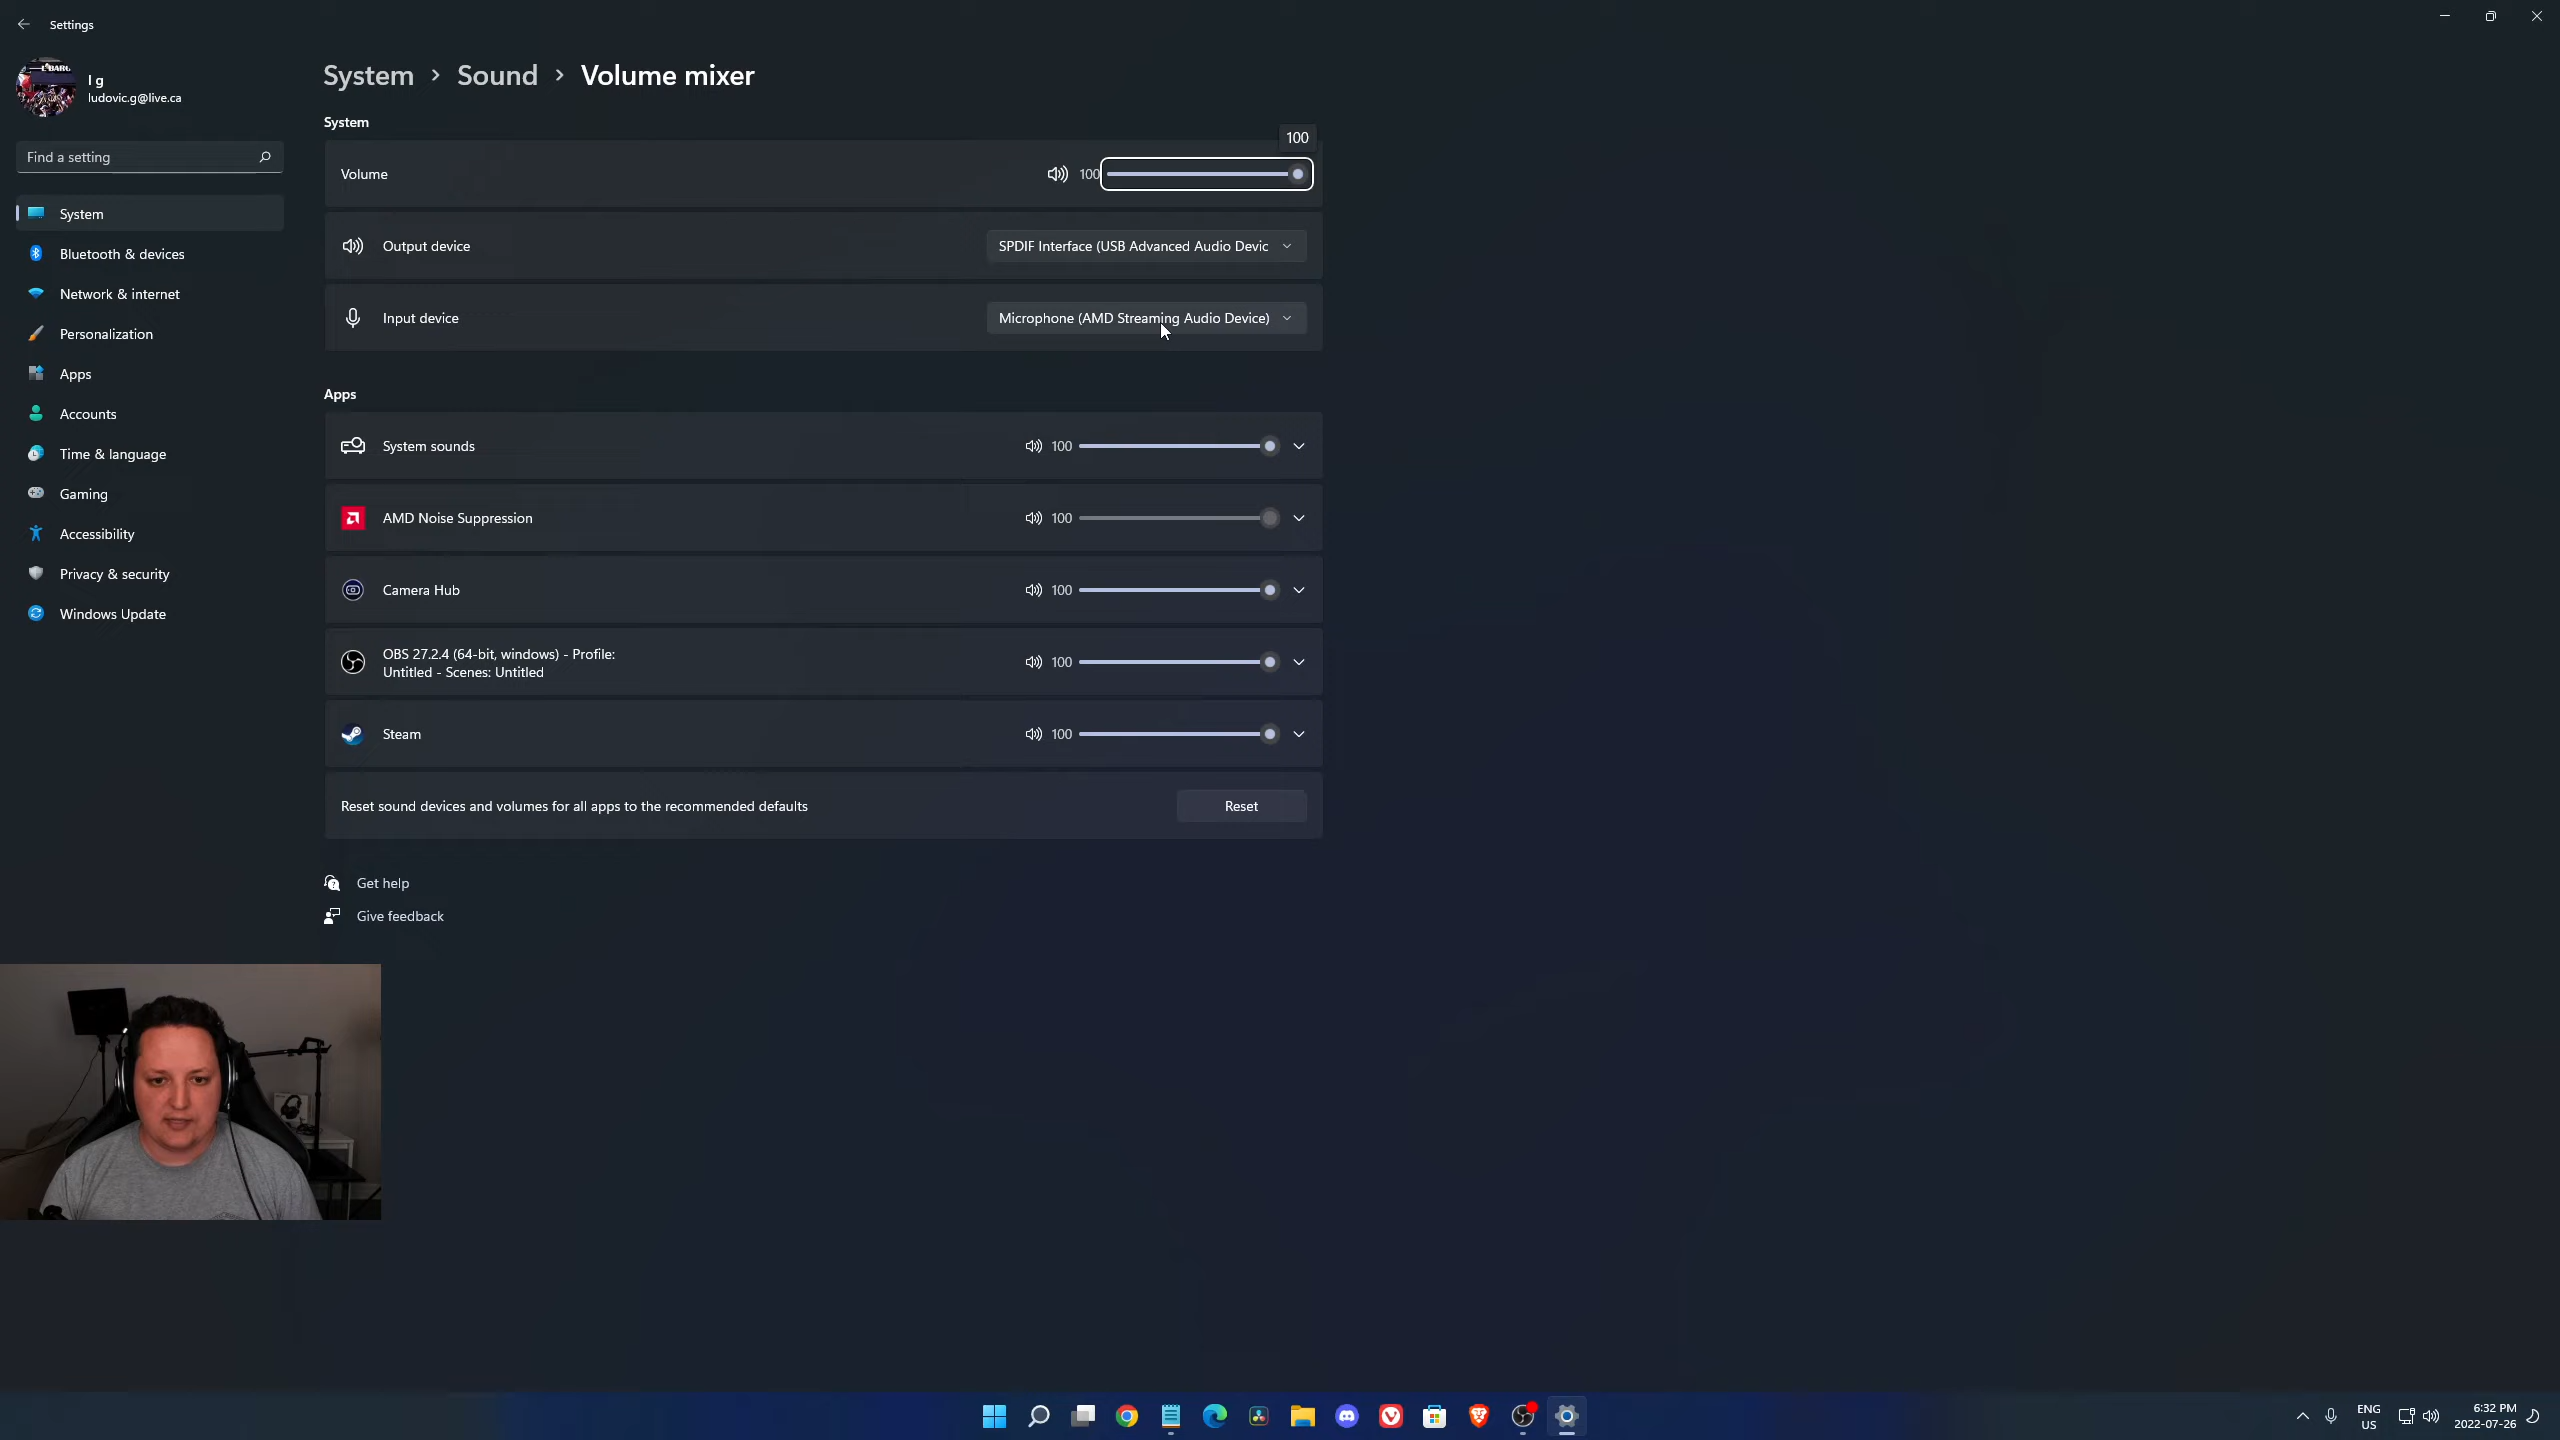 Settings
l g
ludovic.g@live.ca
Find a setting
System
Bluetooth & devices
Network & internet
Personalization
Apps
Accounts
Time & language
Gaming
Accessibility
Privacy & security
Windows Update
System > Sound > Volume mixer
System
100
Volume 100
Output device SPDIF Interface (USB Advanced Audio Devic
Input device Microphone (AMD Streaming Audio Device)
Apps
System sounds 100
AMD Noise Suppression 100
Camera Hub 100
OBS 27.2.4 (64-bit, windows) - Profile:
Untitled - Scenes: Untitled 100
Steam 100
Reset sound devices and volumes for all apps to the recommended defaults Reset
Get help
Give feedback
ENG
US
6:32 PM
2022-07-26